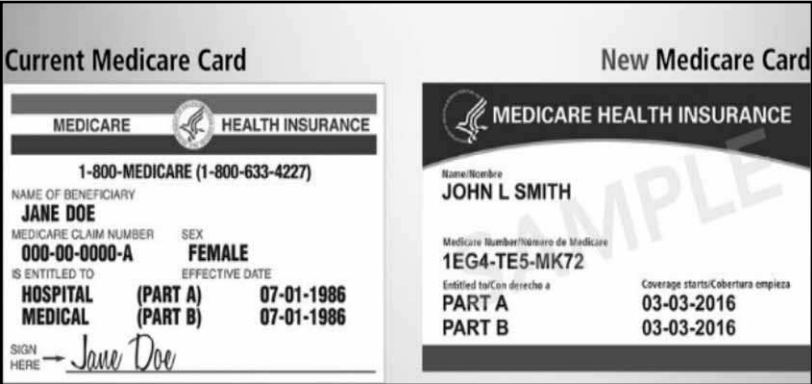 Current Medicare Card
MEDICARE HEALTH INSURANCE
1-800-MEDICARE (1-800-633-4227)
NAME OF BENEFICIARY
JANE DOE
MEDICARE CLAIM NUMBER SEX
000-00-0000-A FEMALE
IS ENTITLED TO EFFECTIVE DATE
HOSPITAL (PART A) 07-01-1986
MEDICAL (PART B) 07-01-1986
SIGN
HERE Jane Doe
New Medicare Card
MEDICARE HEALTH INSURANCE
Name/Nombre
JOHN L SMITH
Medicare Number/Número de Medicare
1EG4-TE5-MK72
Entitled to/Con derecho a Coverage starts/Cobertura empieza
PART A 03-03-2016
PART B 03-03-2016
SAMPLE